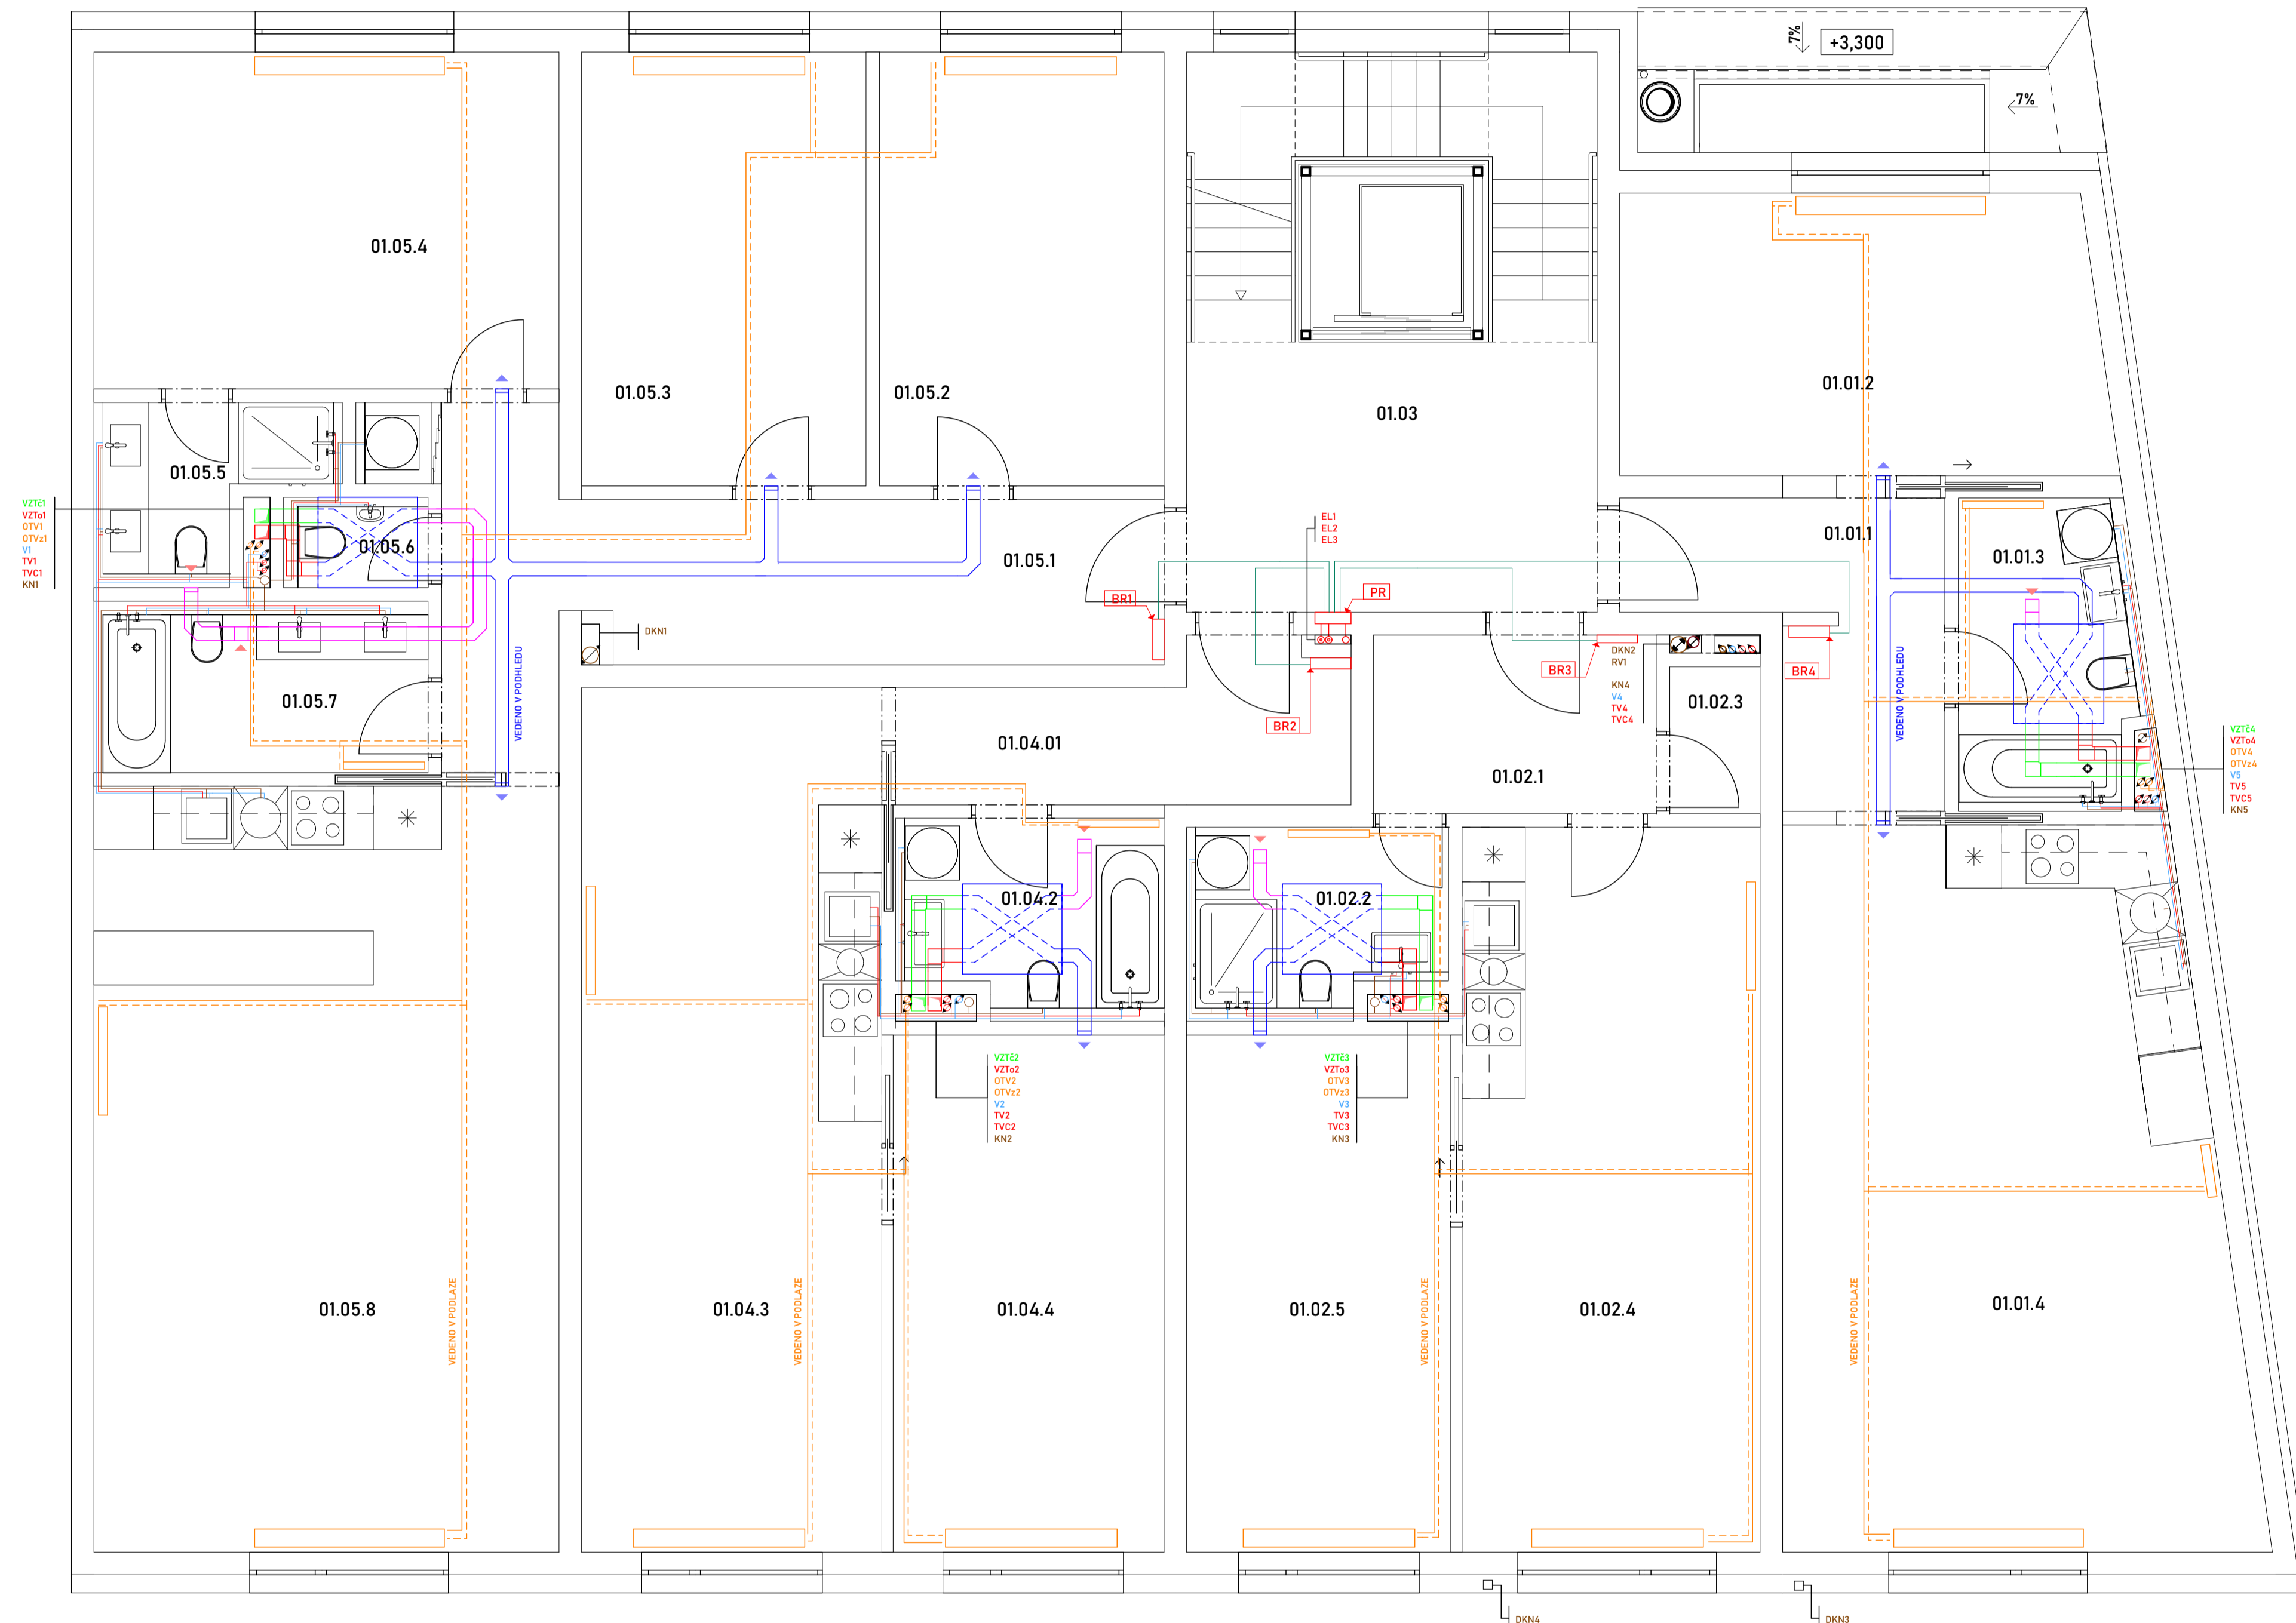 7%
+3,300
7%
01.05.4
01.05.3
01.05.2
01.03
01.01.2
01.05.5
VZTč1
VZTo1
OTV1
OTVz1
V1
TV1
TVC1
KN1
01.05.6
01.05.1
EL1
EL2
EL3
01.01.1
01.01.3
BR1
PR
DKN1
BR3
DKN2
RV1
KN4
V4
TV4
TVC4
BR4
01.02.3
VEDENO V PODHLEDU
01.05.7
BR2
01.04.01
01.02.1
VEDENO V PODHLEDU
VZTč4
VZTo4
OTV4
OTVz4
V5
TV5
TVC5
KN5
01.04.2
01.02.2
VZTč2
VZTo2
OTV2
OTVz2
V2
TV2
TVC2
KN2
VZTč3
VZTo3
OTV3
OTVz3
V3
TV3
TVC3
KN3
01.05.8
VEDENO V PODLAZE
01.04.3
VEDENO V PODLAZE
01.04.4
01.02.5
VEDENO V PODLAZE
01.02.4
VEDENO V PODLAZE
01.01.4
DKN4
DKN3